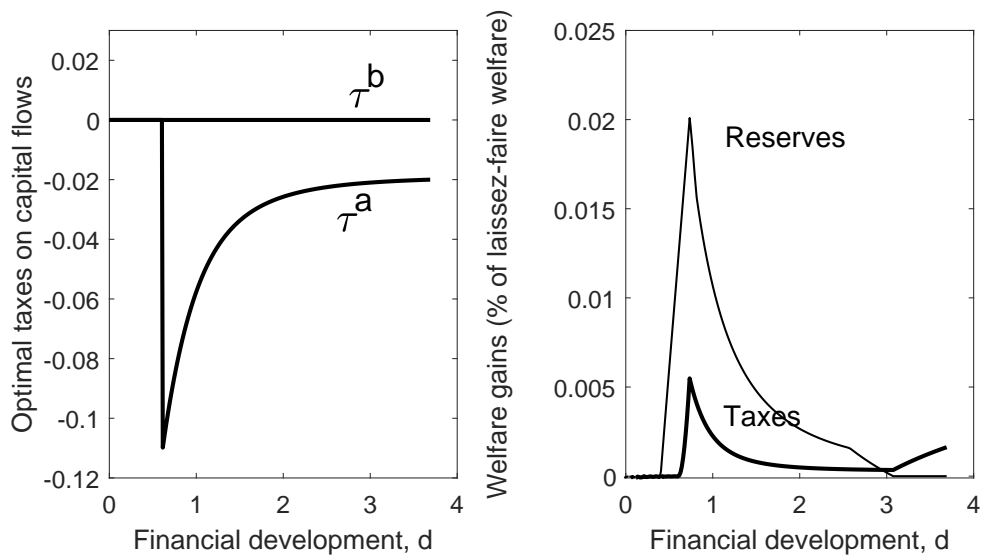 Optimal taxes on capital flows
0.02
0
-0.02
-0.04
-0.06
-0.08
-0.1
-0.12
τᵇ
τᵃ
0 1 2 3 4
Financial development, d
Welfare gains (% of laissez-faire welfare)
0.025
0.02
0.015
0.01
0.005
0
Reserves
Taxes
0 1 2 3 4
Financial development, d